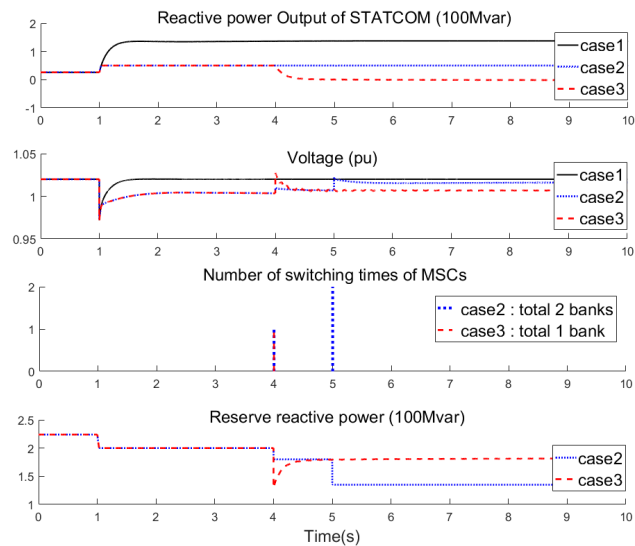 Reactive power Output of STATCOM (100Mvar)
2
1
0
-1
case1
case2
case3
0 1 2 3 4 5 6 7 8 9 10
Voltage (pu)
1.05
1
0.95
case1
case2
case3
0 1 2 3 4 5 6 7 8 9 10
Number of switching times of MSCs
2
1
0
case2 : total 2 banks
case3 : total 1 bank
0 1 2 3 4 5 6 7 8 9 10
Reserve reactive power (100Mvar)
2.5
2
1.5
1
case2
case3
0 1 2 3 4 5 6 7 8 9 10
Time(s)